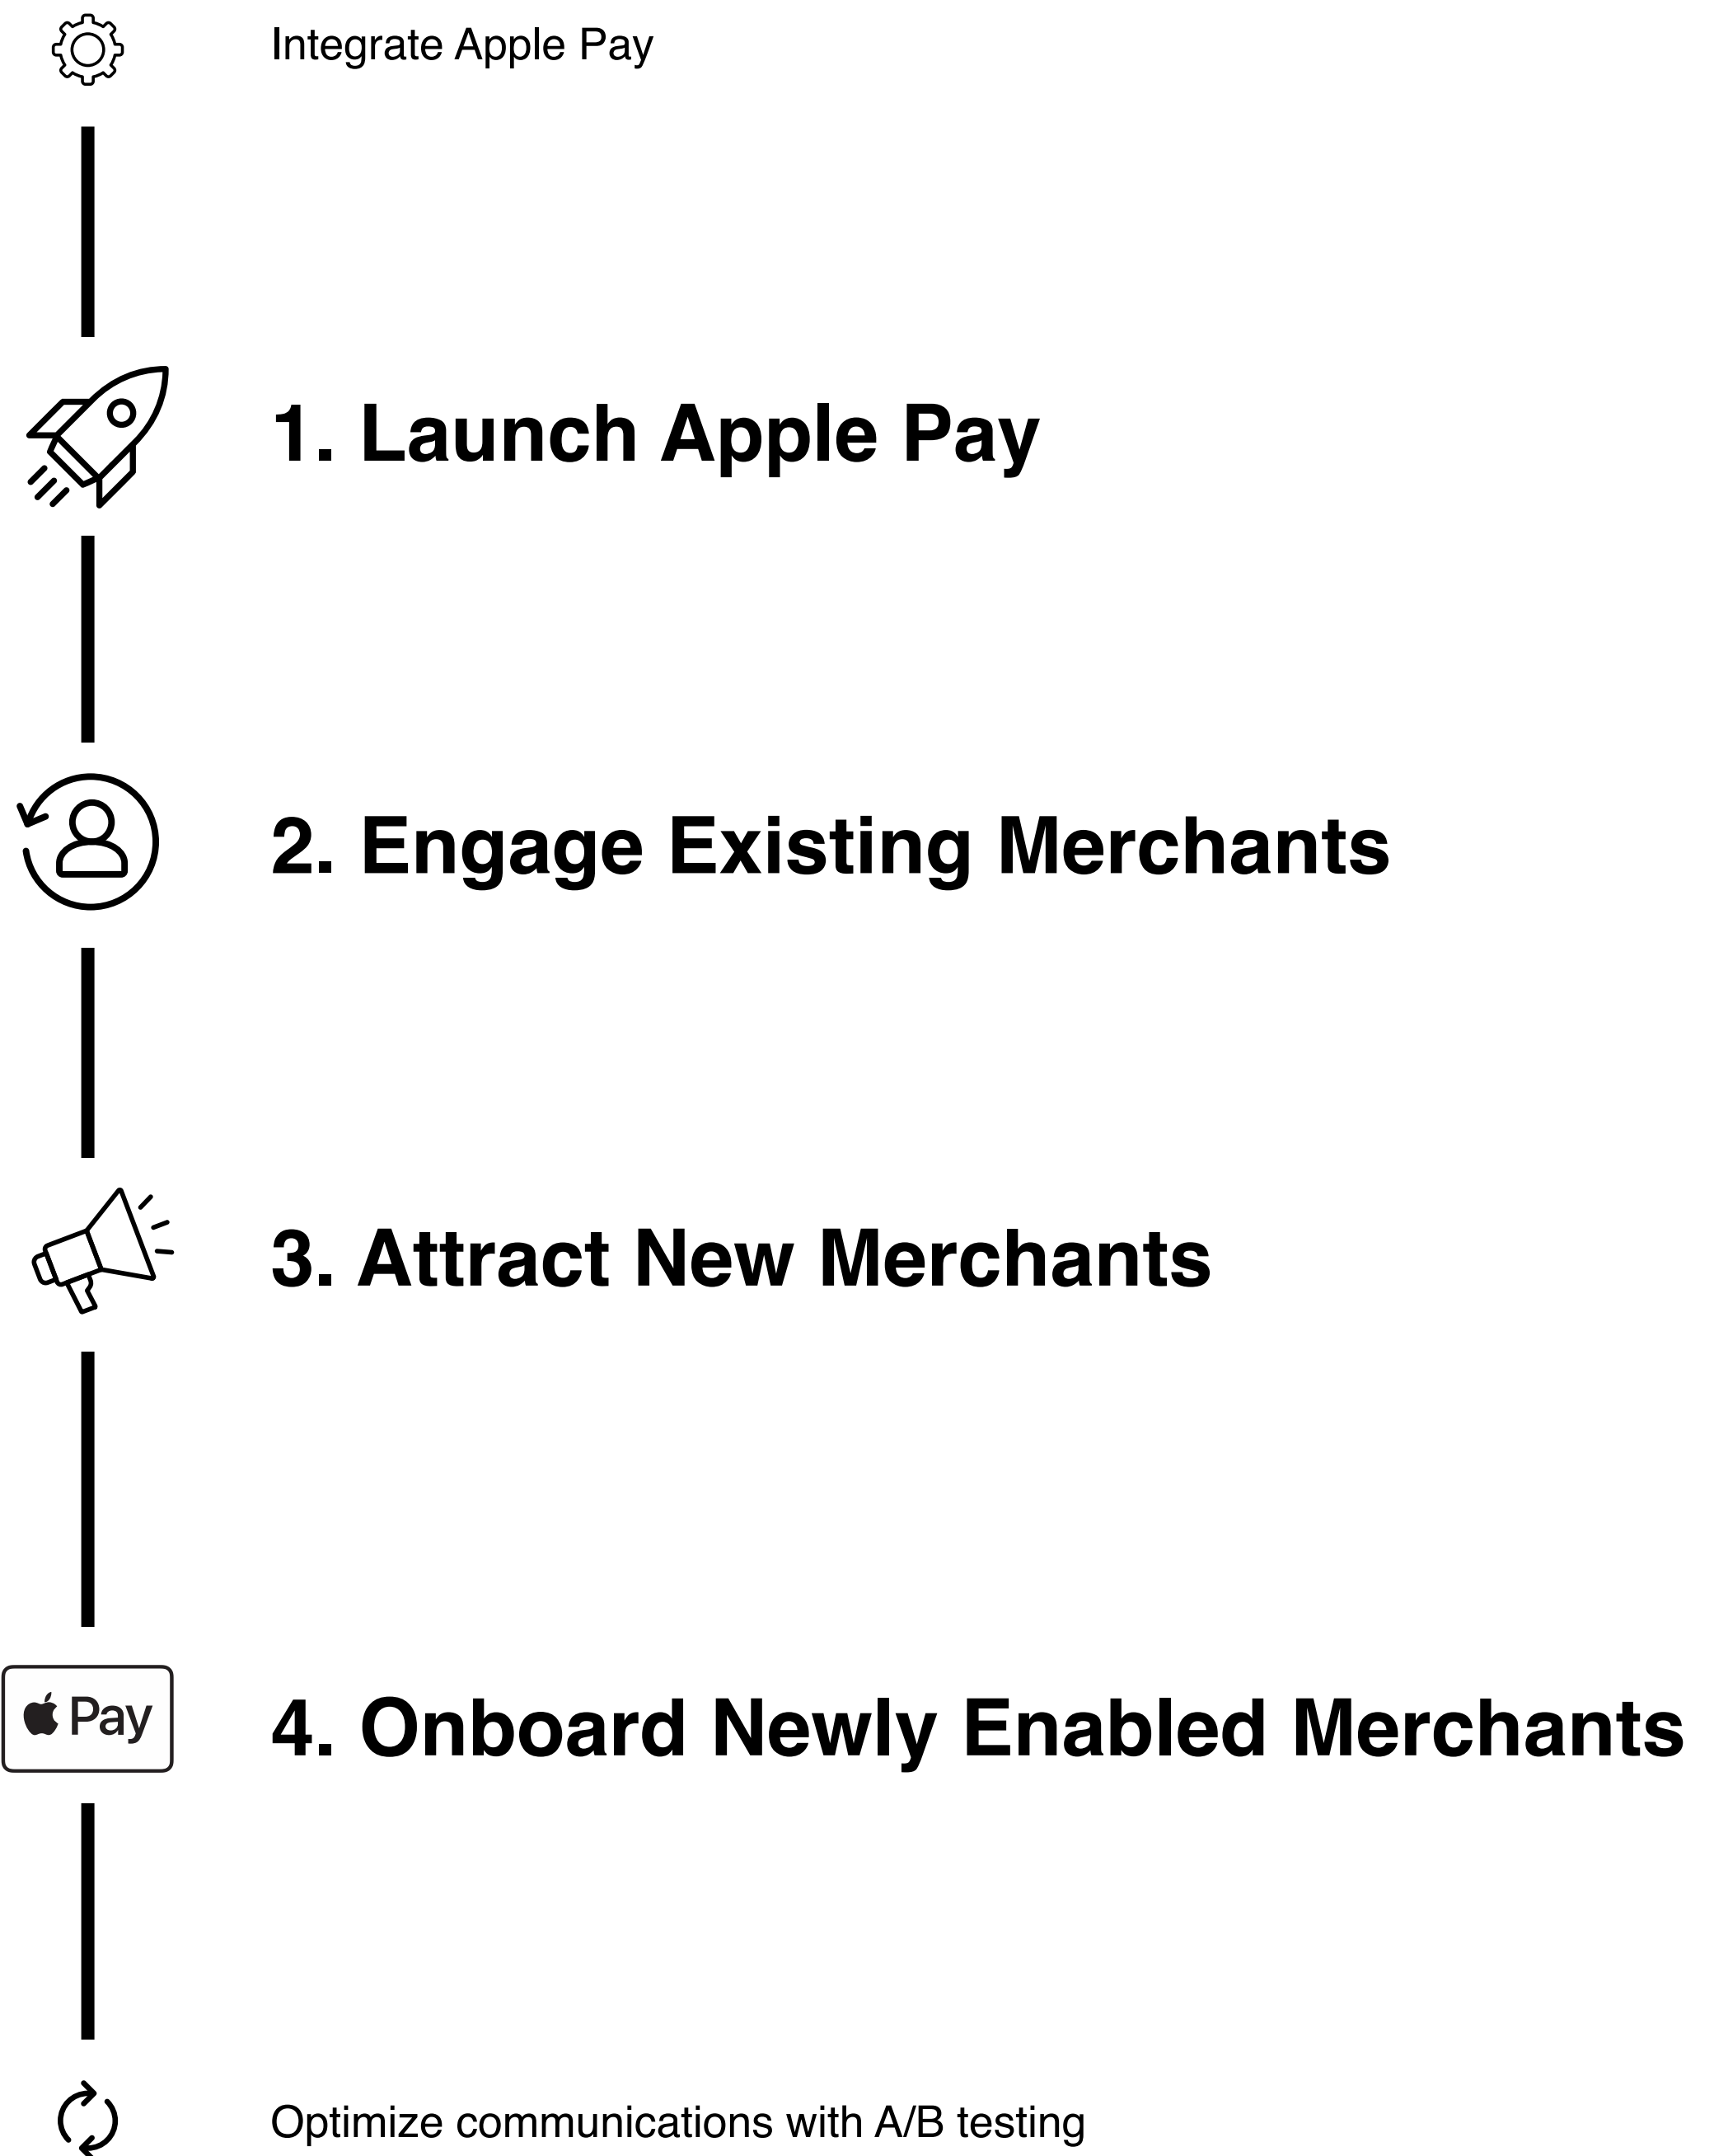 Integrate Apple Pay
1. Launch Apple Pay
2. Engage Existing Merchants
3. Attract New Merchants
Pay
4. Onboard Newly Enabled Merchants
Optimize communications with A/B testing